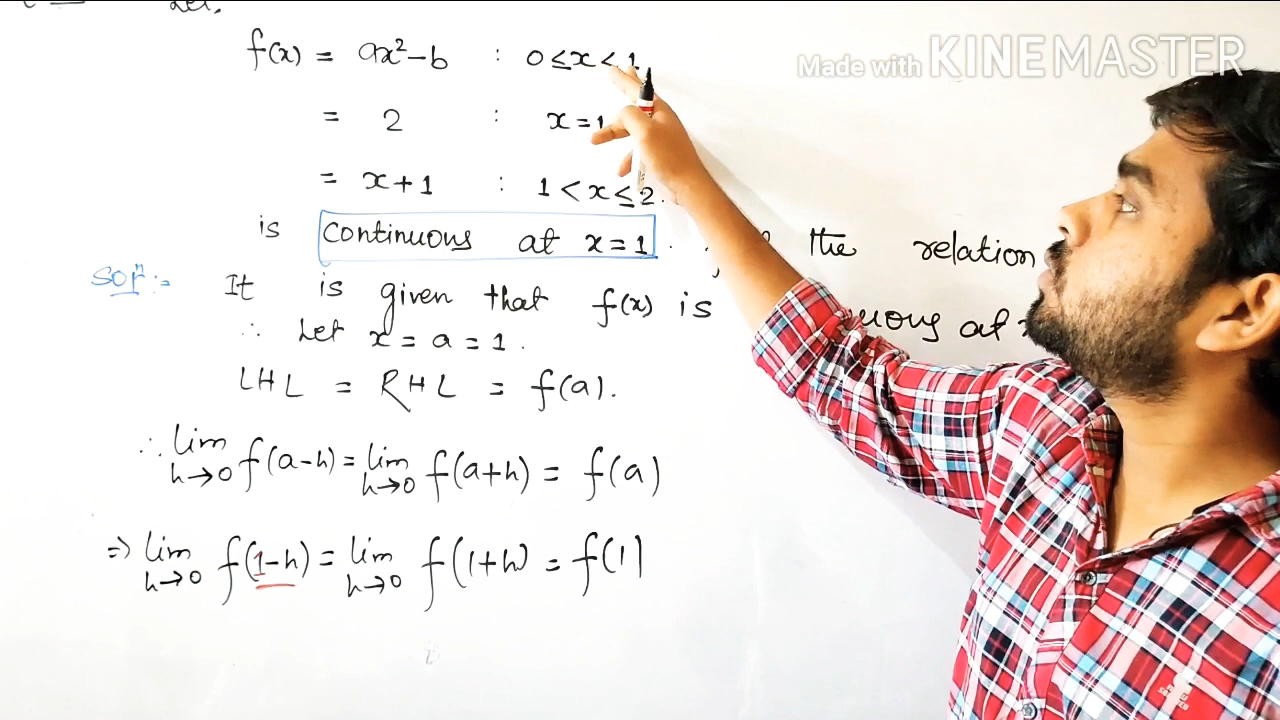 Let,
Made with KINEMASTER
f(x) = ax²-b : 0 ≤ x < 1
= 2 : x = 1
= x+1 : 1 < x ≤ 2.
is continuous at x = 1. the relation
Solⁿ :- It is given that f(x) is
∴ Let x = a = 1.
LHL = RHL = f(a).
∴ lim h→0 f(a-h) = lim h→0 f(a+h) = f(a)
⇒ lim h→0 f(1-h) = lim h→0 f(1+h) = f(1)